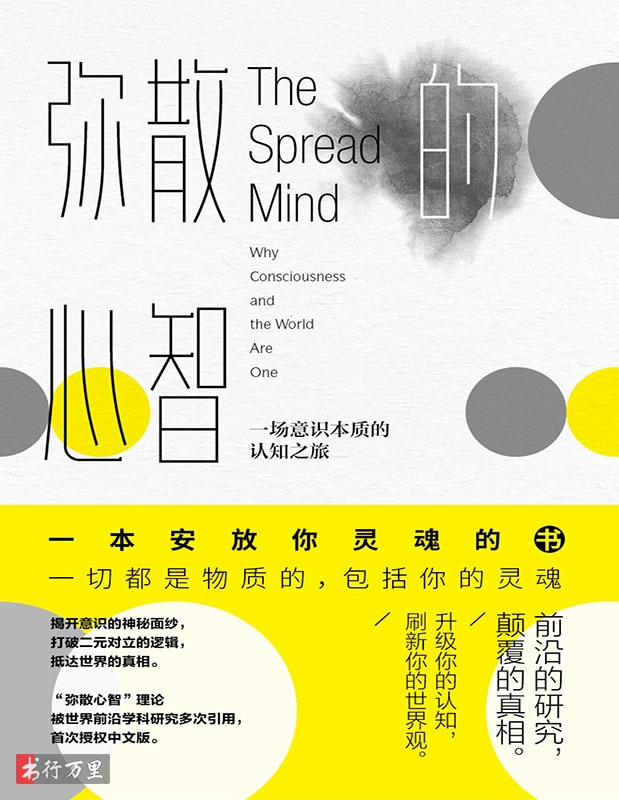 弥散的
The
Spread
Mind
Why
Consciousness
and
the World
Are
One
心智
一场意识本质的
认知之旅
一本安放你灵魂的书
一切都是物质的，包括你的灵魂
前沿的研究，
颠覆的真相。
升级你的认知，
刷新你的世界观。
揭开意识的神秘面纱，
打破二元对立的逻辑，
抵达世界的真相。
“弥散心智”理论
被世界前沿学科研究多次引用，
首次授权中文版。
书行万里